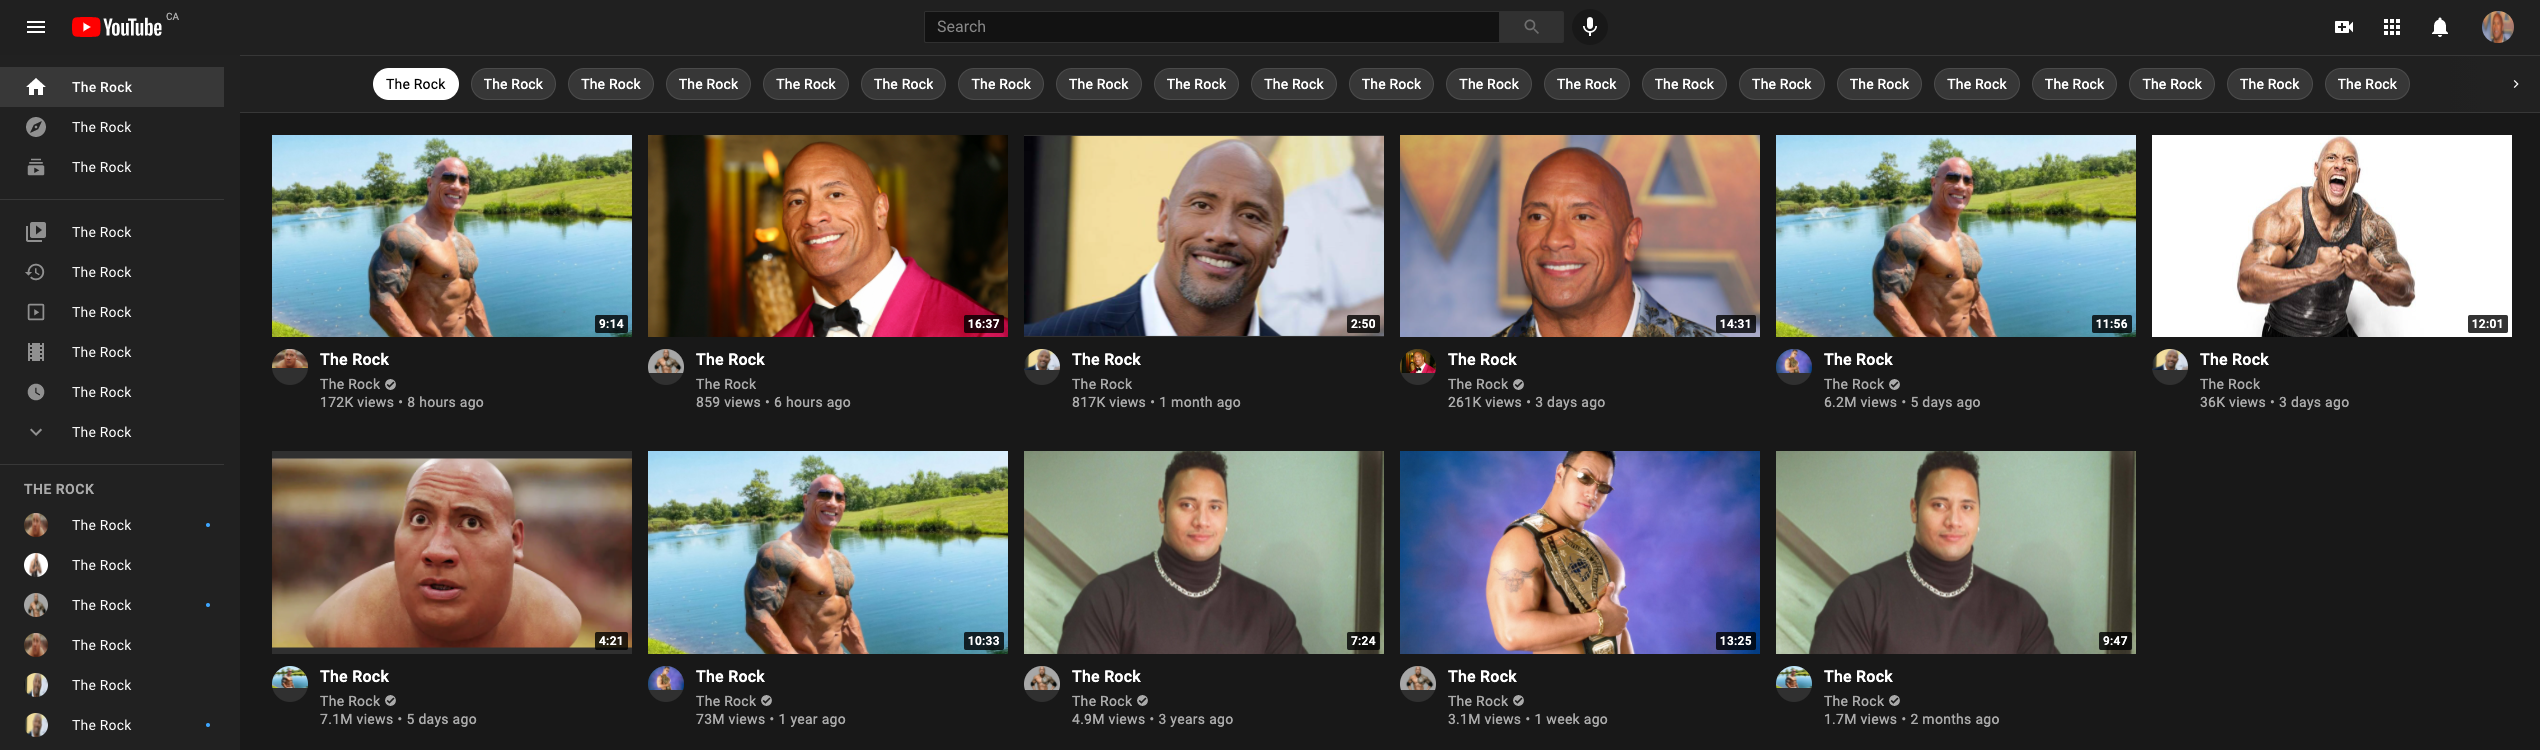 YouTube CA
Search
The Rock
The Rock
The Rock
The Rock
The Rock
The Rock
The Rock
The Rock
The Rock
THE ROCK
The Rock
The Rock
The Rock
The Rock
The Rock
The Rock
The Rock The Rock The Rock The Rock The Rock The Rock The Rock The Rock The Rock The Rock The Rock The Rock The Rock The Rock The Rock The Rock The Rock The Rock The Rock The Rock The Rock
9:14
The Rock
The Rock
172K views • 8 hours ago
16:37
The Rock
The Rock
859 views • 6 hours ago
2:50
The Rock
The Rock
817K views • 1 month ago
14:31
The Rock
The Rock
261K views • 3 days ago
11:56
The Rock
The Rock
6.2M views • 5 days ago
12:01
The Rock
The Rock
36K views • 3 days ago
4:21
The Rock
The Rock
7.1M views • 5 days ago
10:33
The Rock
The Rock
73M views • 1 year ago
7:24
The Rock
The Rock
4.9M views • 3 years ago
13:25
The Rock
The Rock
3.1M views • 1 week ago
9:47
The Rock
The Rock
1.7M views • 2 months ago